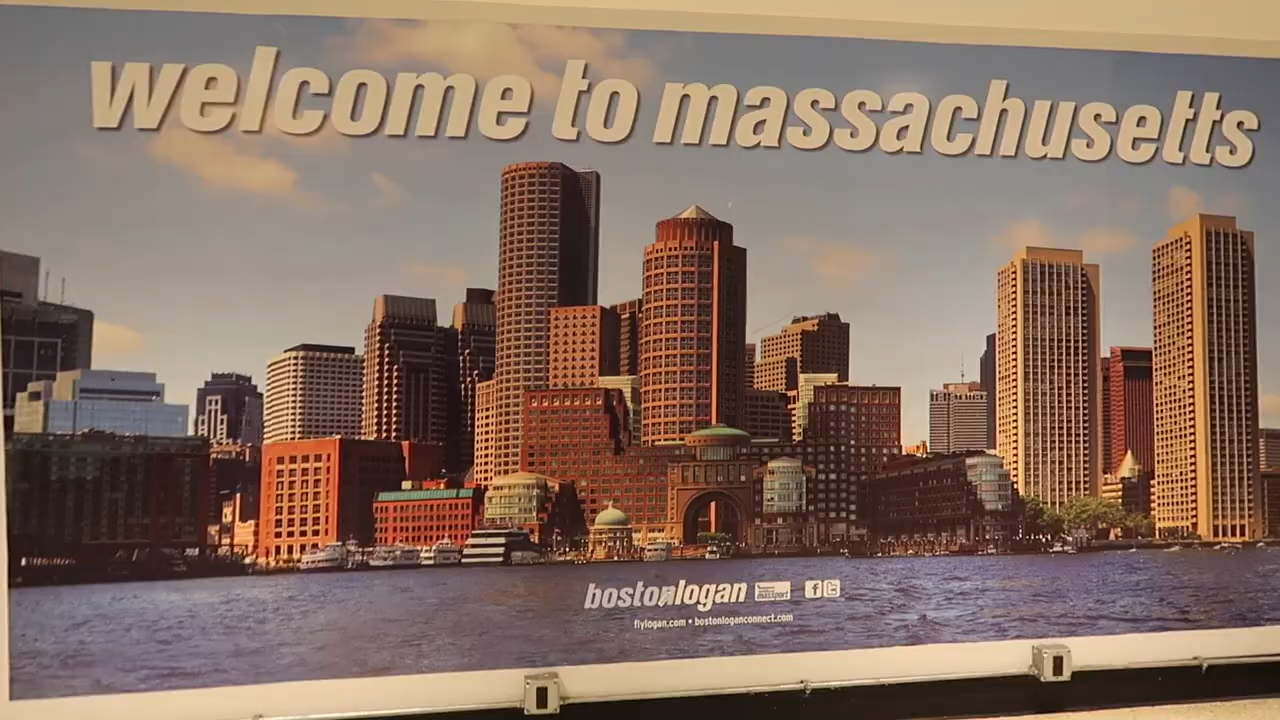 welcome to massachusetts
bostonlogan massport
flylogan.com • bostonloganconnect.com